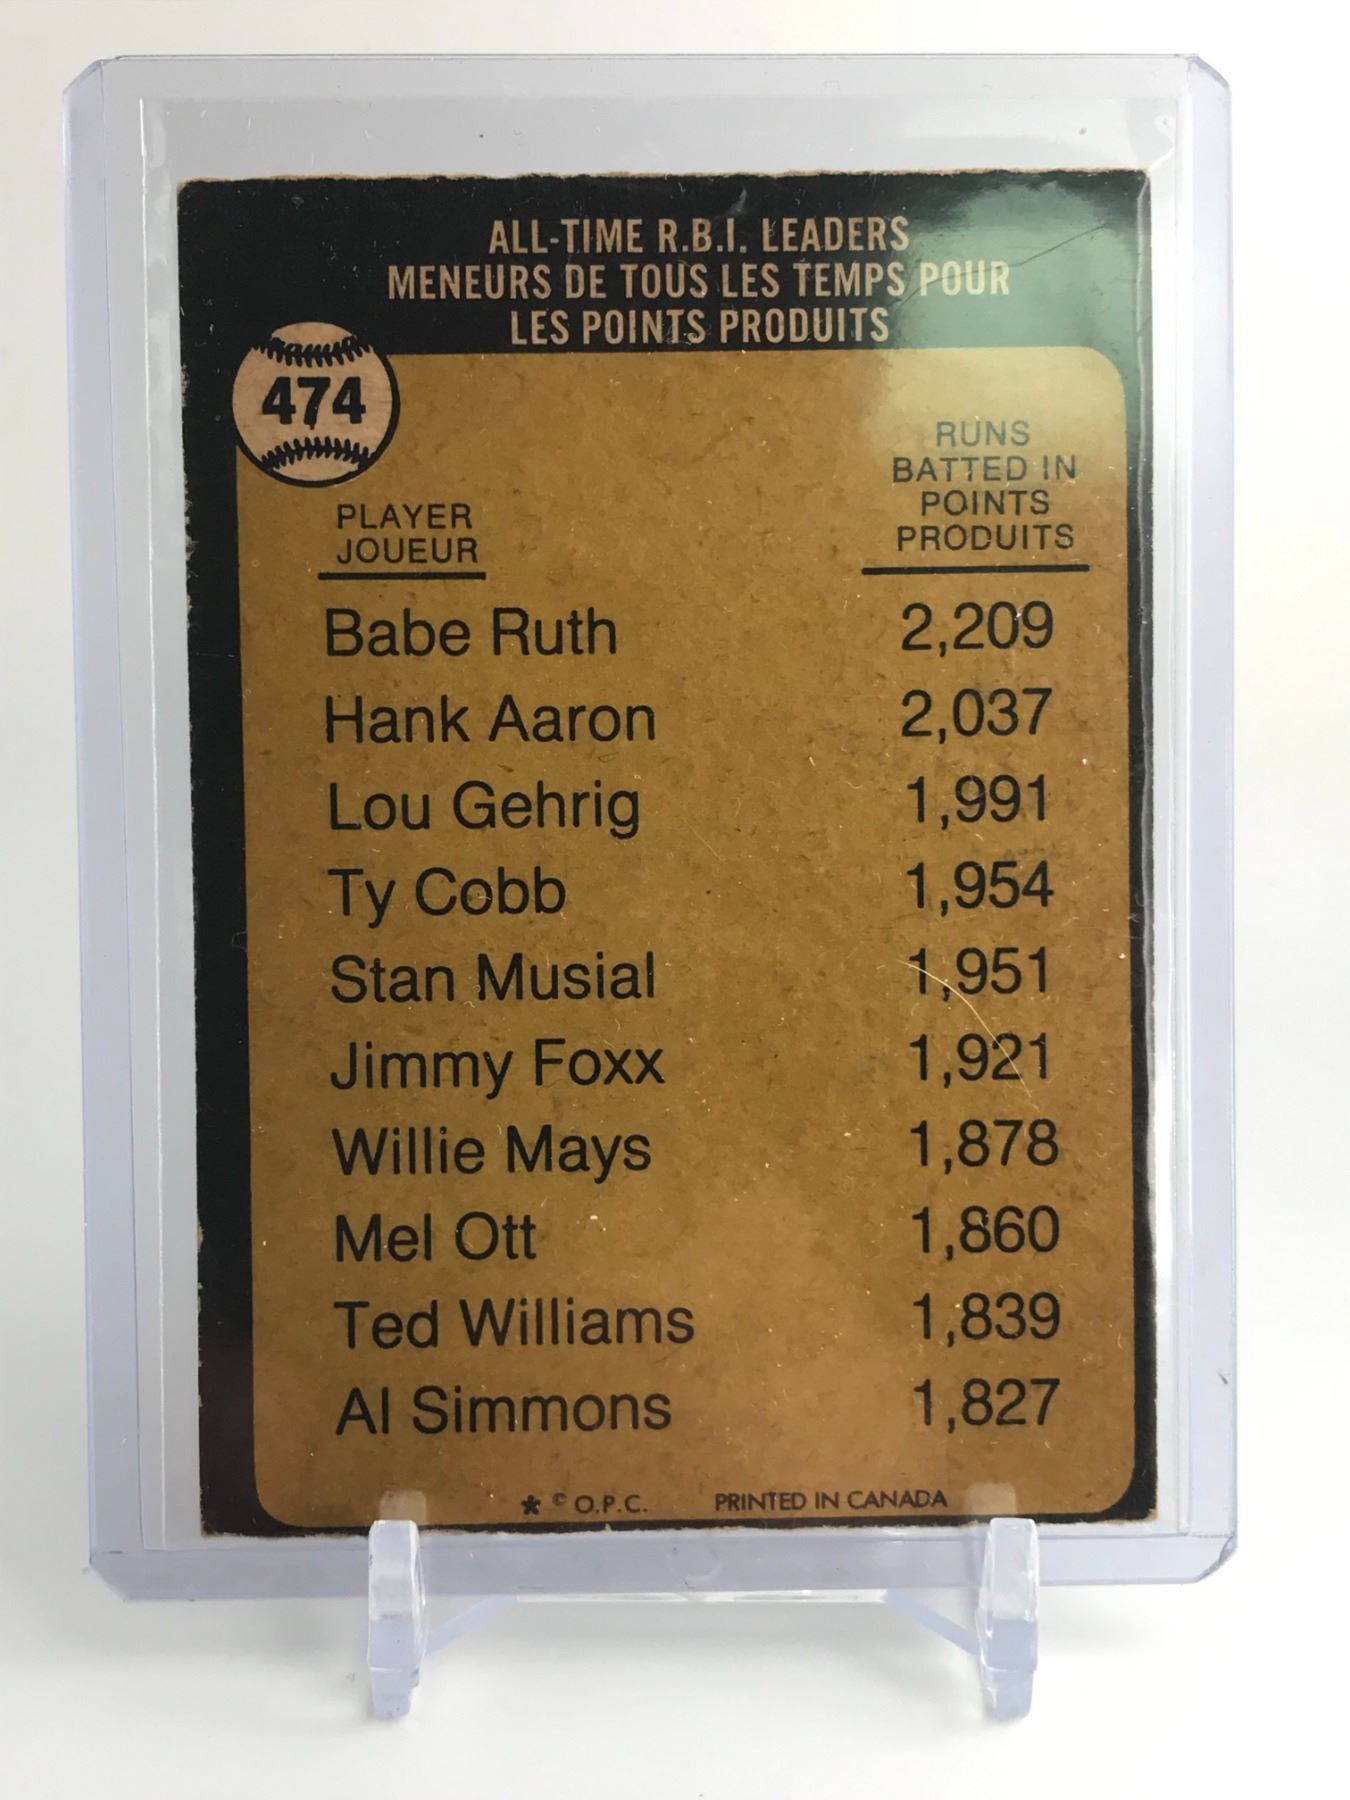 ALL-TIME R.B.I. LEADERS
MENEURS DE TOUS LES TEMPS POUR
LES POINTS PRODUITS
474
PLAYER
JOUEUR
RUNS
BATTED IN
POINTS
PRODUITS
Babe Ruth 2,209
Hank Aaron 2,037
Lou Gehrig 1,991
Ty Cobb 1,954
Stan Musial 1,951
Jimmy Foxx 1,921
Willie Mays 1,878
Mel Ott 1,860
Ted Williams 1,839
Al Simmons 1,827
* © O.P.C. PRINTED IN CANADA